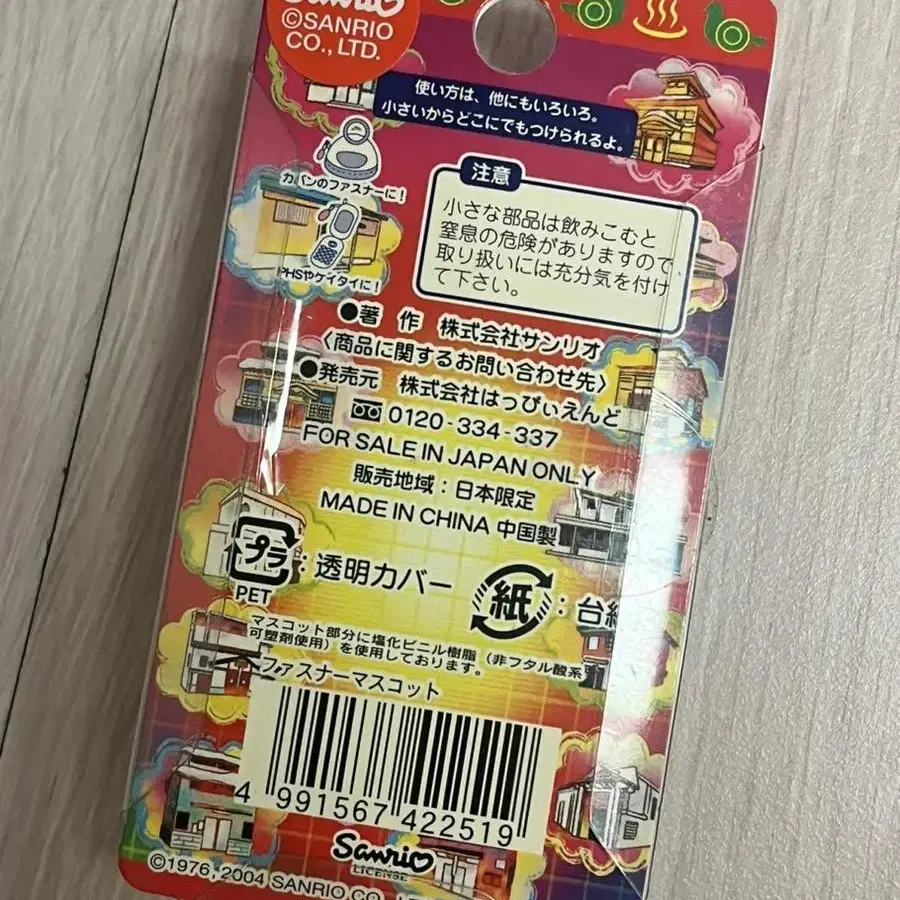 Sanrio
©SANRIO
CO., LTD.
使い方は、他にもいろいろ。
小さいからどこにでもつけられるよ。
カバンのファスナーに！
PHSやケイタイに！
注意
小さな部品は飲みこむと
窒息の危険がありますので
取り扱いには充分気を付け
て下さい。
●著 作 株式会社サンリオ
〈商品に関するお問い合わせ先〉
●発売元 株式会社はっぴぃえんど
0120-334-337
FOR SALE IN JAPAN ONLY
販売地域：日本限定
MADE IN CHINA 中国製
プラ：透明カバー
PET
紙：台紙
マスコット部分に塩化ビニル樹脂（非フタル酸系
可塑剤使用）を使用しております。
ファスナーマスコット
4 991567 422519
Sanrio
LICENSE
©1976, 2004 SANRIO CO., LTD.